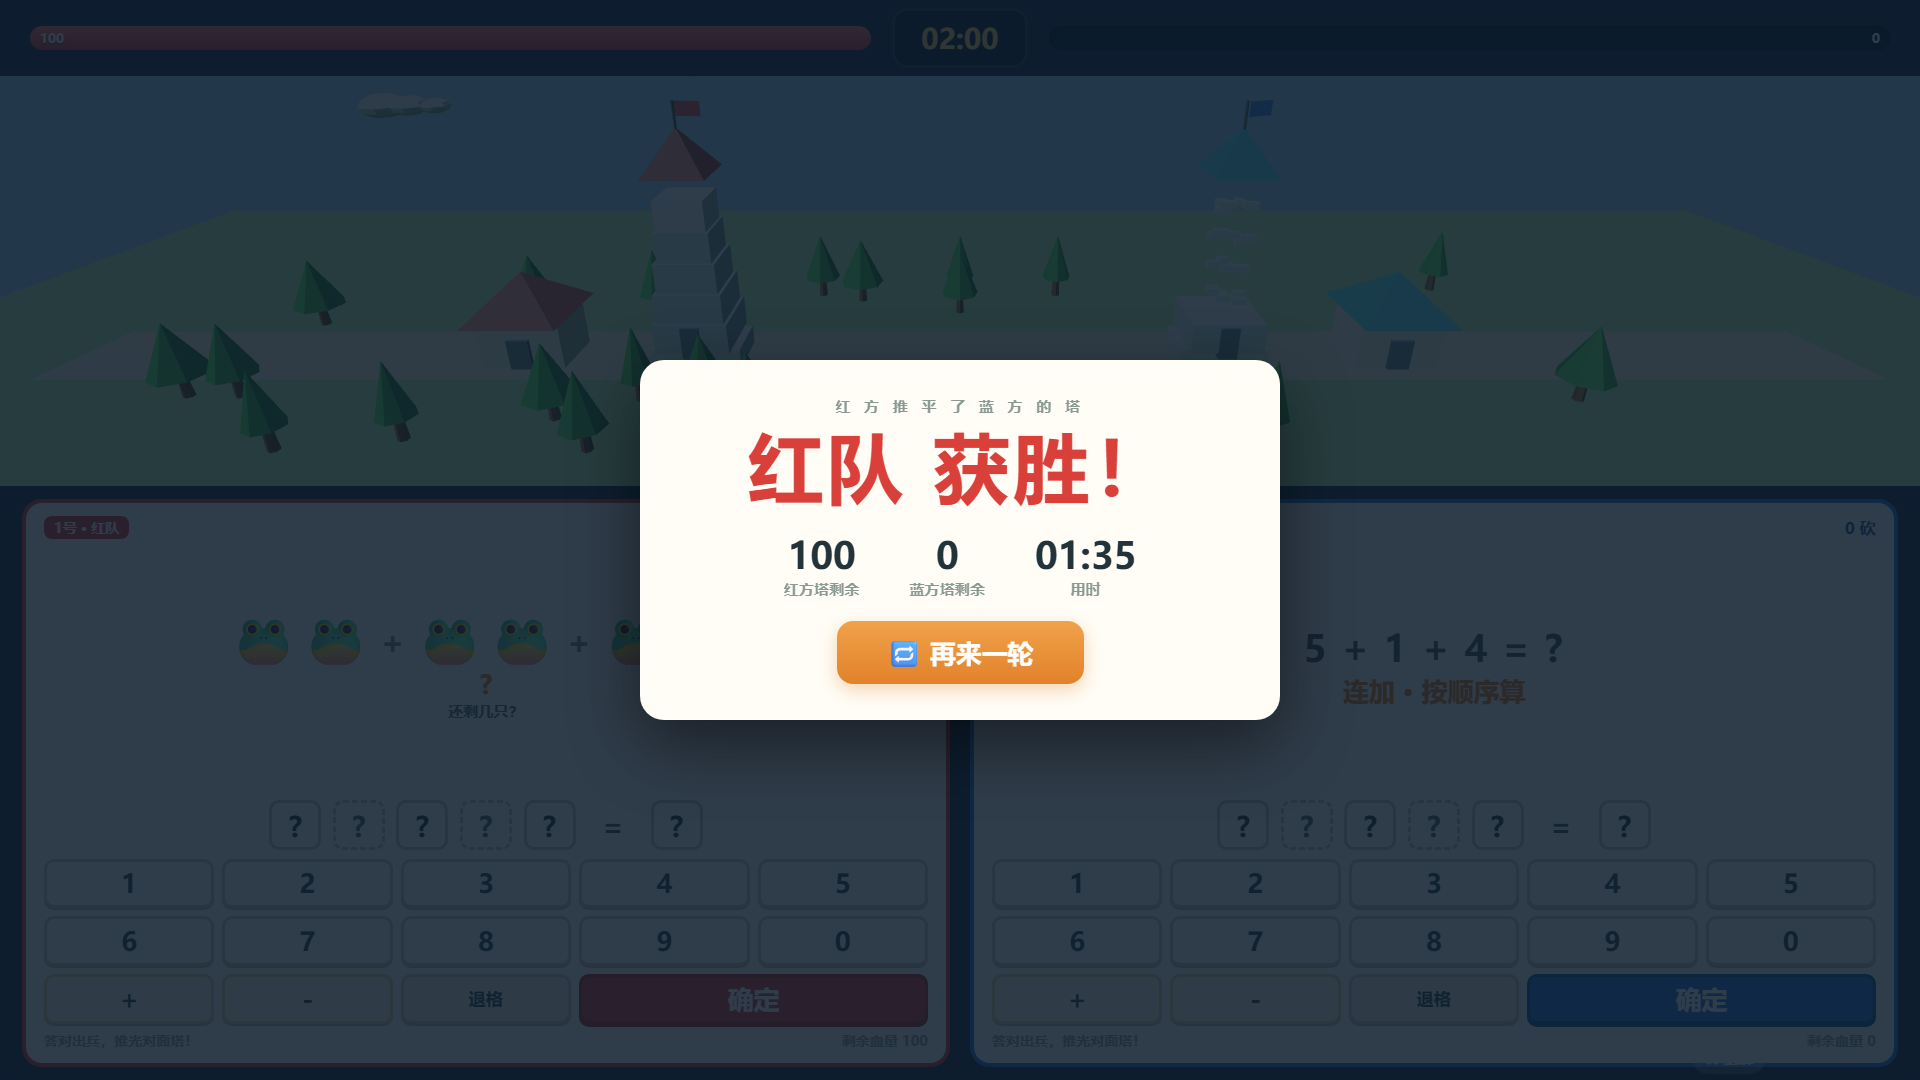 100
02:00
0
红方推平了蓝方的塔
红队 获胜!
100
0
01:35
红方塔剩余
蓝方塔剩余
用时
再来一轮
1号 • 红队
+ +
?
还剩几只?
? ? ? ? ? = ?
1 2 3 4 5
6 7 8 9 0
+ - 退格 确定
答对出兵，推光对面塔!
剩余血量 100
0 砍
5 + 1 + 4 = ?
连加 • 按顺序算
? ? ? ? ? = ?
1 2 3 4 5
6 7 8 9 0
+ - 退格 确定
答对出兵，推光对面塔!
剩余血量 0